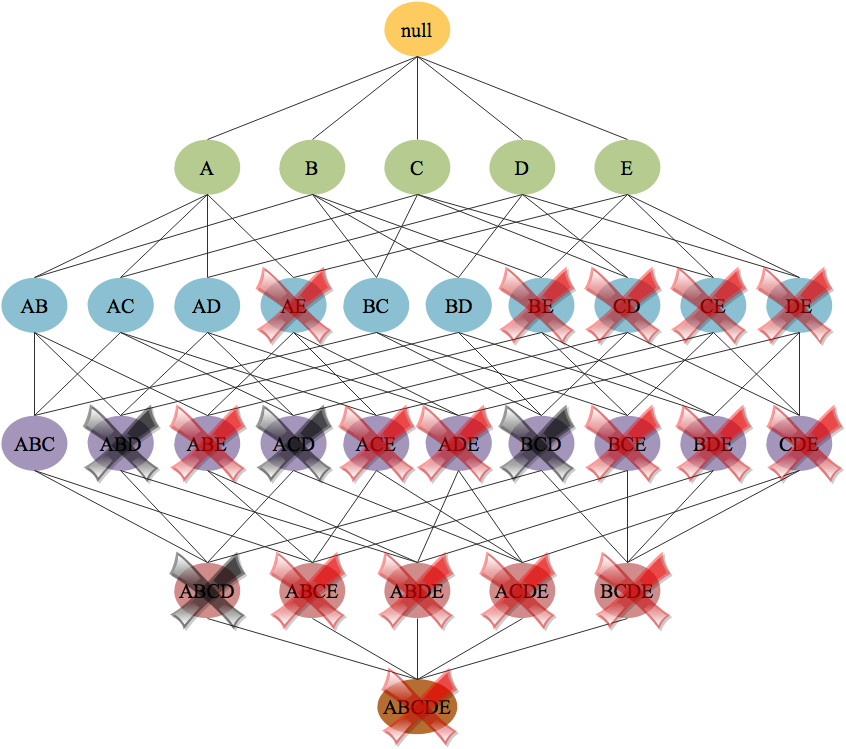 null
A B C D E
AB AC AD AE BC BD BE CD CE DE
ABC ABD ABE ACD ACE ADE BCD BCE BDE CDE
ABCD ABCE ABDE ACDE BCDE
ABCDE